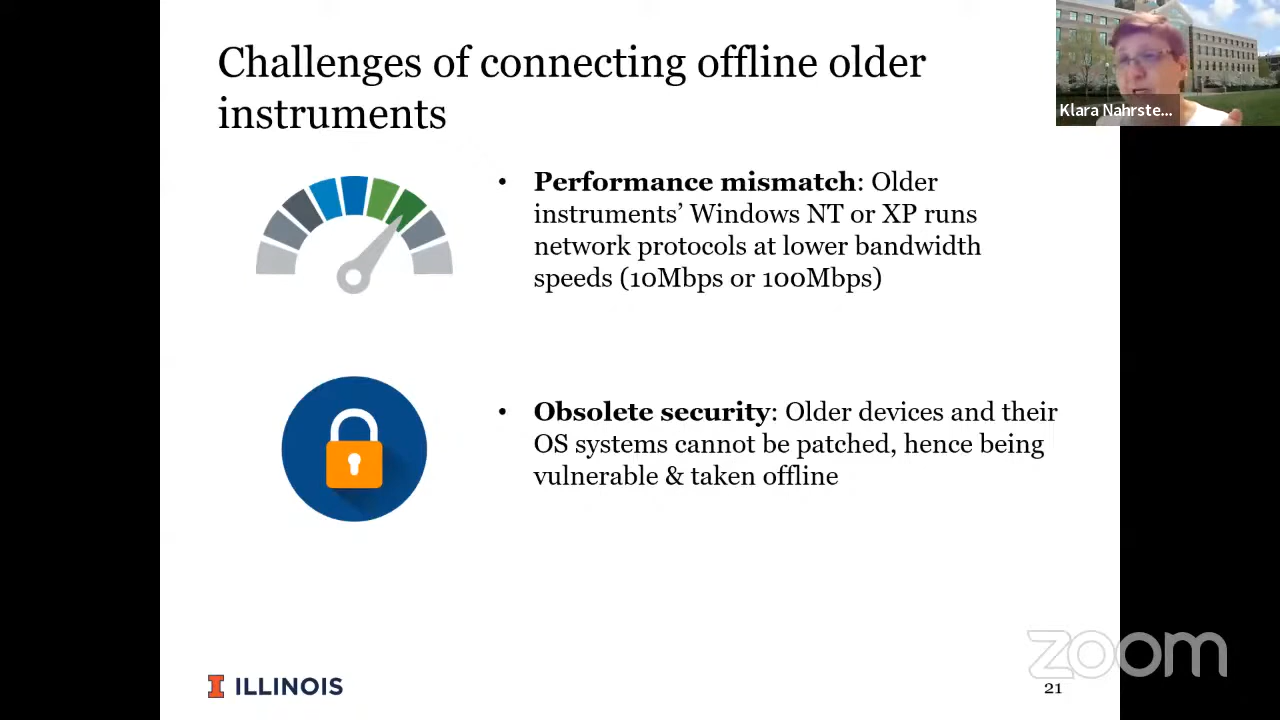 Challenges of connecting offline older
instruments
Klara Nahrste...
• Performance mismatch: Older
instruments’ Windows NT or XP runs
network protocols at lower bandwidth
speeds (10Mbps or 100Mbps)
• Obsolete security: Older devices and their
OS systems cannot be patched, hence being
vulnerable & taken offline
zoom
I ILLINOIS
21